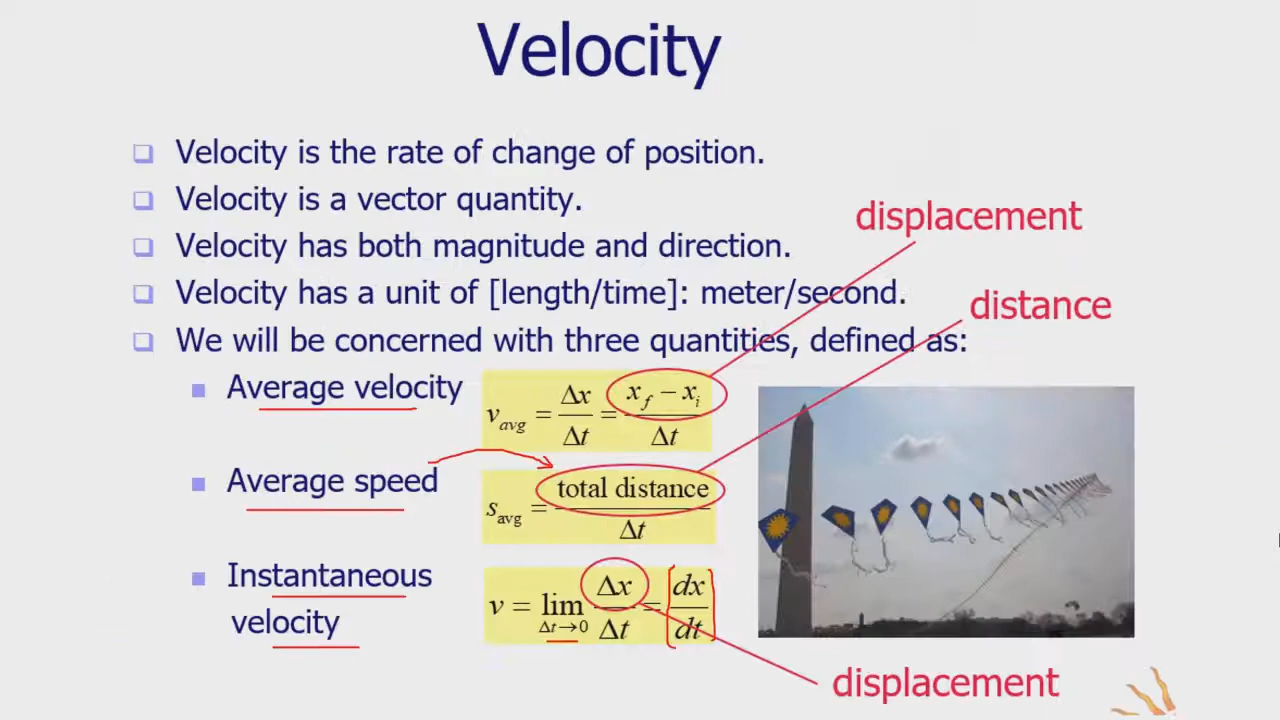 Velocity
Velocity is the rate of change of position.
Velocity is a vector quantity.
Velocity has both magnitude and direction.
displacement
Velocity has a unit of [length/time]: meter/second.
distance
We will be concerned with three quantities, defined as:
Average velocity
v_avg = Δx/Δt = (x_f − x_i)/Δt
Average speed
s_avg = total distance/Δt
Instantaneous
velocity
v = lim_{Δt→0} Δx/Δt = dx/dt
displacement